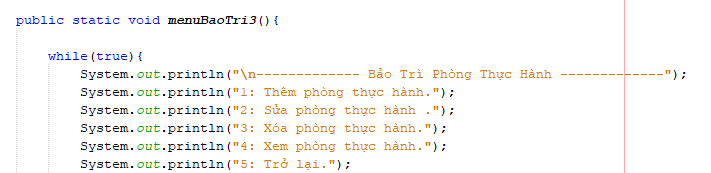 public static void menuBaoTri3(){
while(true){
System.out.println("\n------------- Bảo Trì Phòng Thực Hành -------------");
System.out.println("1: Thêm phòng thực hành.");
System.out.println("2: Sửa phòng thực hành .");
System.out.println("3: Xóa phòng thực hành.");
System.out.println("4: Xem phòng thực hành.");
System.out.println("5: Trở lại.");